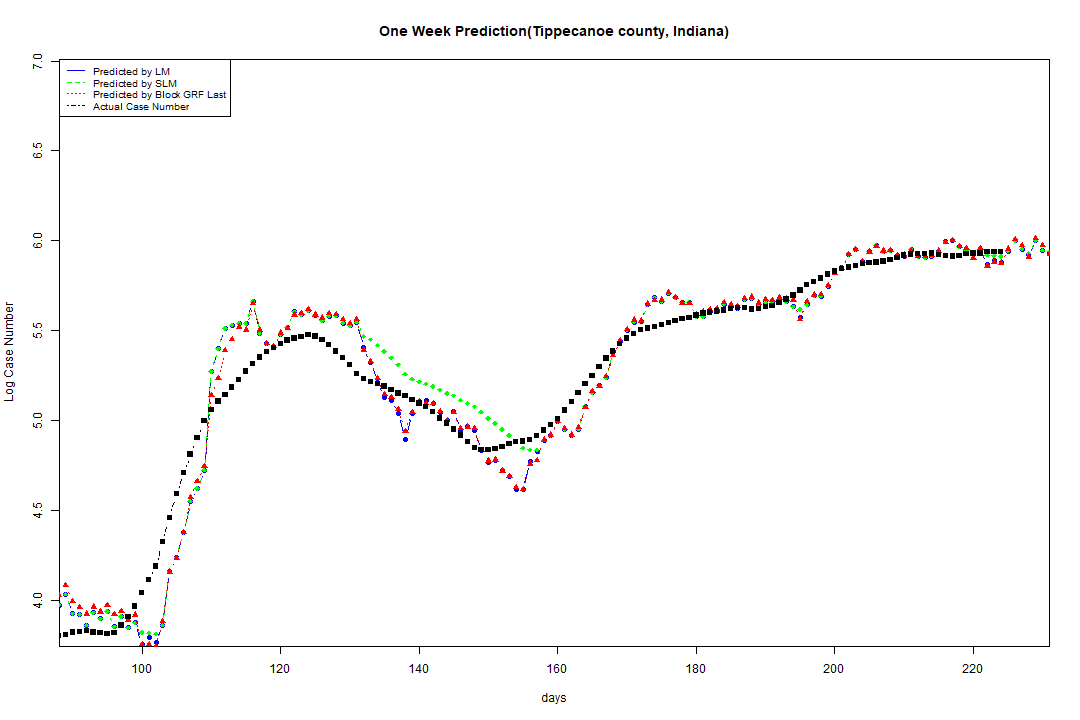 One Week Prediction(Tippecanoe county, Indiana)
Predicted by LM
Predicted by SLM
Predicted by Block GRF Last
Actual Case Number
7.0
6.5
6.0
5.5
5.0
4.5
4.0
Log Case Number
100 120 140 160 180 200 220
days